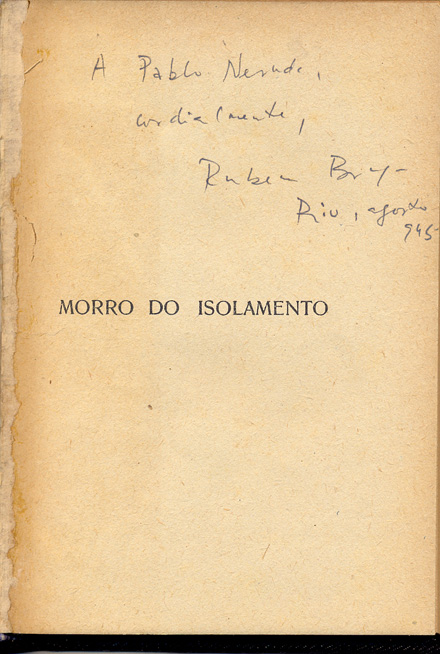 A Pablo Neruda,
cordialmente,
Rubem Braga
Rio, agosto
945
MORRO DO ISOLAMENTO